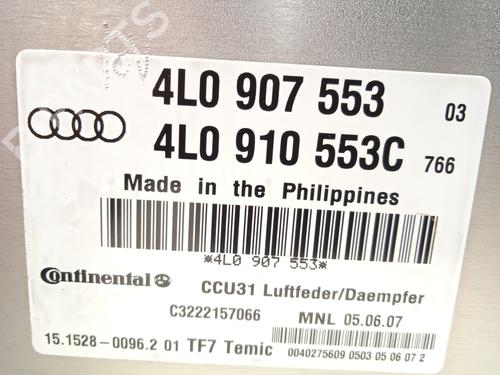 4L0 907 553 03
4L0 910 553C 766
Made in the Philippines
*4L0 907 553*
Continental CCU31 Luftfeder/Daempfer
C3222157066 MNL 05.06.07
15.1528-0096.2 01 TF7 Temic 0040275609 0503 05 06 07 2